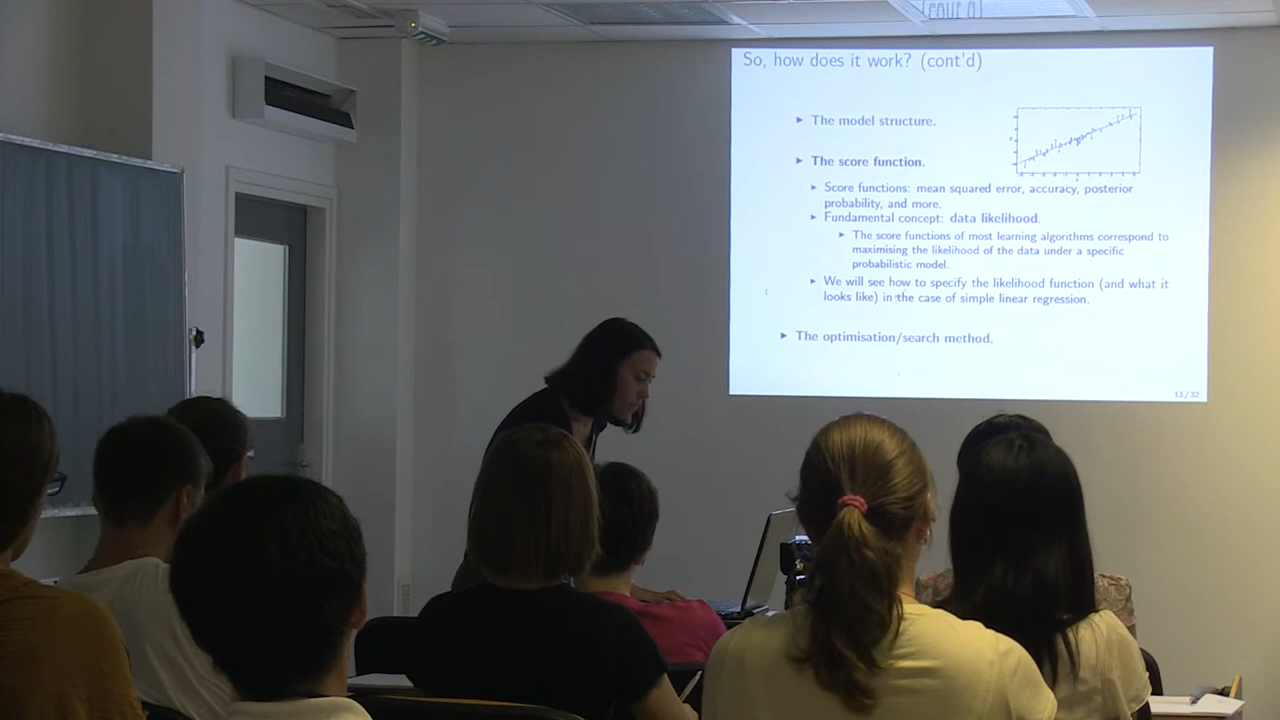 So, how does it work? (cont'd)
▸ The model structure.
▸ The score function.
▸ Score functions: mean squared error, accuracy, posterior
probability, and more.
▸ Fundamental concept: data likelihood.
▸ The score functions of most learning algorithms correspond to
maximising the likelihood of the data under a specific
probabilistic model.
▸ We will see how to specify the likelihood function (and what it
looks like) in the case of simple linear regression.
▸ The optimisation/search method.
13/32